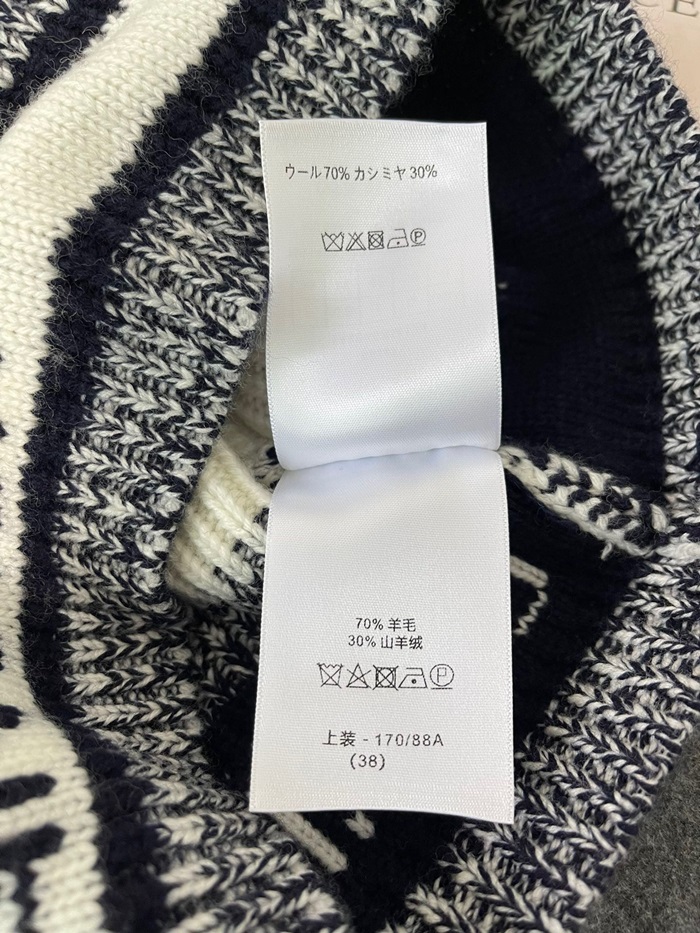 E
ウール70% カシミヤ30%
P
70% 羊毛
30% 山羊绒
P
上装 - 170/88A
(38)